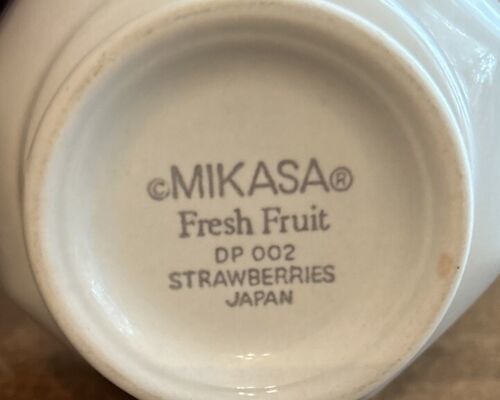 ©MIKASA®
Fresh Fruit
DP 002
STRAWBERRIES
JAPAN